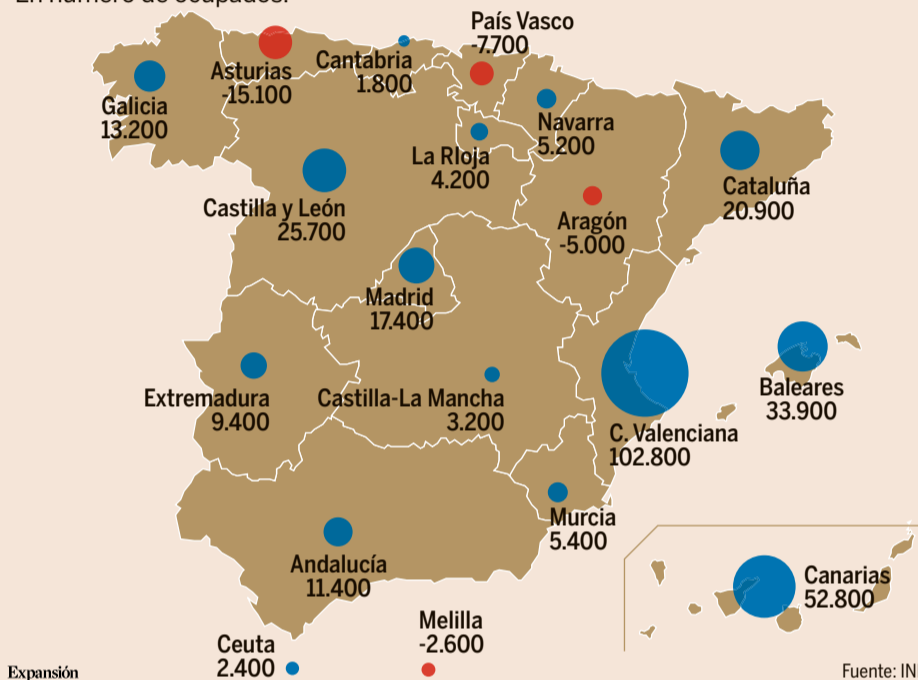 País Vasco
-7.700
Asturias
-15.100
Cantabria
1.800
Galicia
13.200
Navarra
5.200
La RIoja
4.200
Cataluña
20.900
Castilla y León
25.700
Aragón
-5.000
Madrid
17.400
Extremadura
9.400
Castilla-La Mancha
3.200
Baleares
33.900
C. Valenciana
102.800
Murcia
5.400
Andalucía
11.400
Canarias
52.800
Ceuta
2.400
Melilla
-2.600
Expansión
Fuente: IN